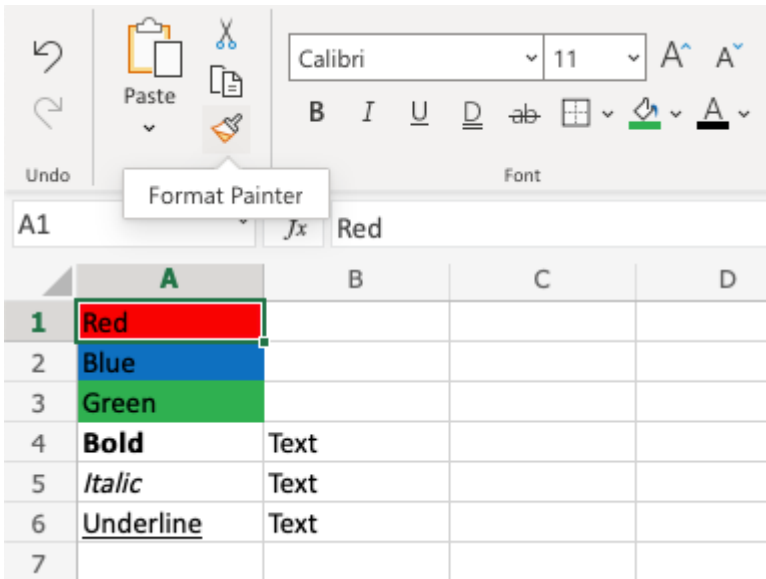 Calibri 11 A^ Aˇ
Paste
B I U D ab A
Undo Font
Format Painter
A1 fx Red
A B C D
1 Red
2 Blue
3 Green
4 Bold Text
5 Italic Text
6 Underline Text
7